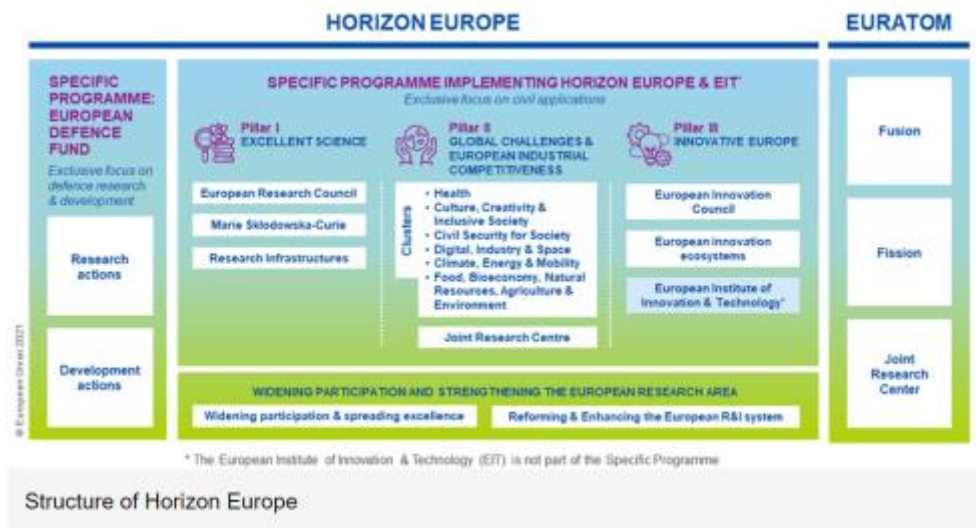 HORIZON EUROPE
EURATOM
SPECIFIC
PROGRAMME:
EUROPEAN
DEFENCE
FUND
Exclusive focus on
defence research
& development
Research
actions
Development
actions
SPECIFIC PROGRAMME IMPLEMENTING HORIZON EUROPE & EIT*
Exclusive focus on civil applications
Pillar I
EXCELLENT SCIENCE
European Research Council
Marie Skłodowska-Curie
Research Infrastructures
Pillar II
GLOBAL CHALLENGES &
EUROPEAN INDUSTRIAL
COMPETITIVENESS
Clusters
• Health
• Culture, Creativity &
Inclusive Society
• Civil Security for Society
• Digital, Industry & Space
• Climate, Energy & Mobility
• Food, Bioeconomy, Natural
Resources, Agriculture &
Environment
Joint Research Centre
Pillar III
INNOVATIVE EUROPE
European Innovation
Council
European innovation
ecosystems
European Institute of
Innovation & Technology*
WIDENING PARTICIPATION AND STRENGTHENING THE EUROPEAN RESEARCH AREA
Widening participation & spreading excellence
Reforming & Enhancing the European R&I system
Fusion
Fission
Joint
Research
Center
© European Union 2021
* The European Institute of Innovation & Technology (EIT) is not part of the Specific Programme
Structure of Horizon Europe